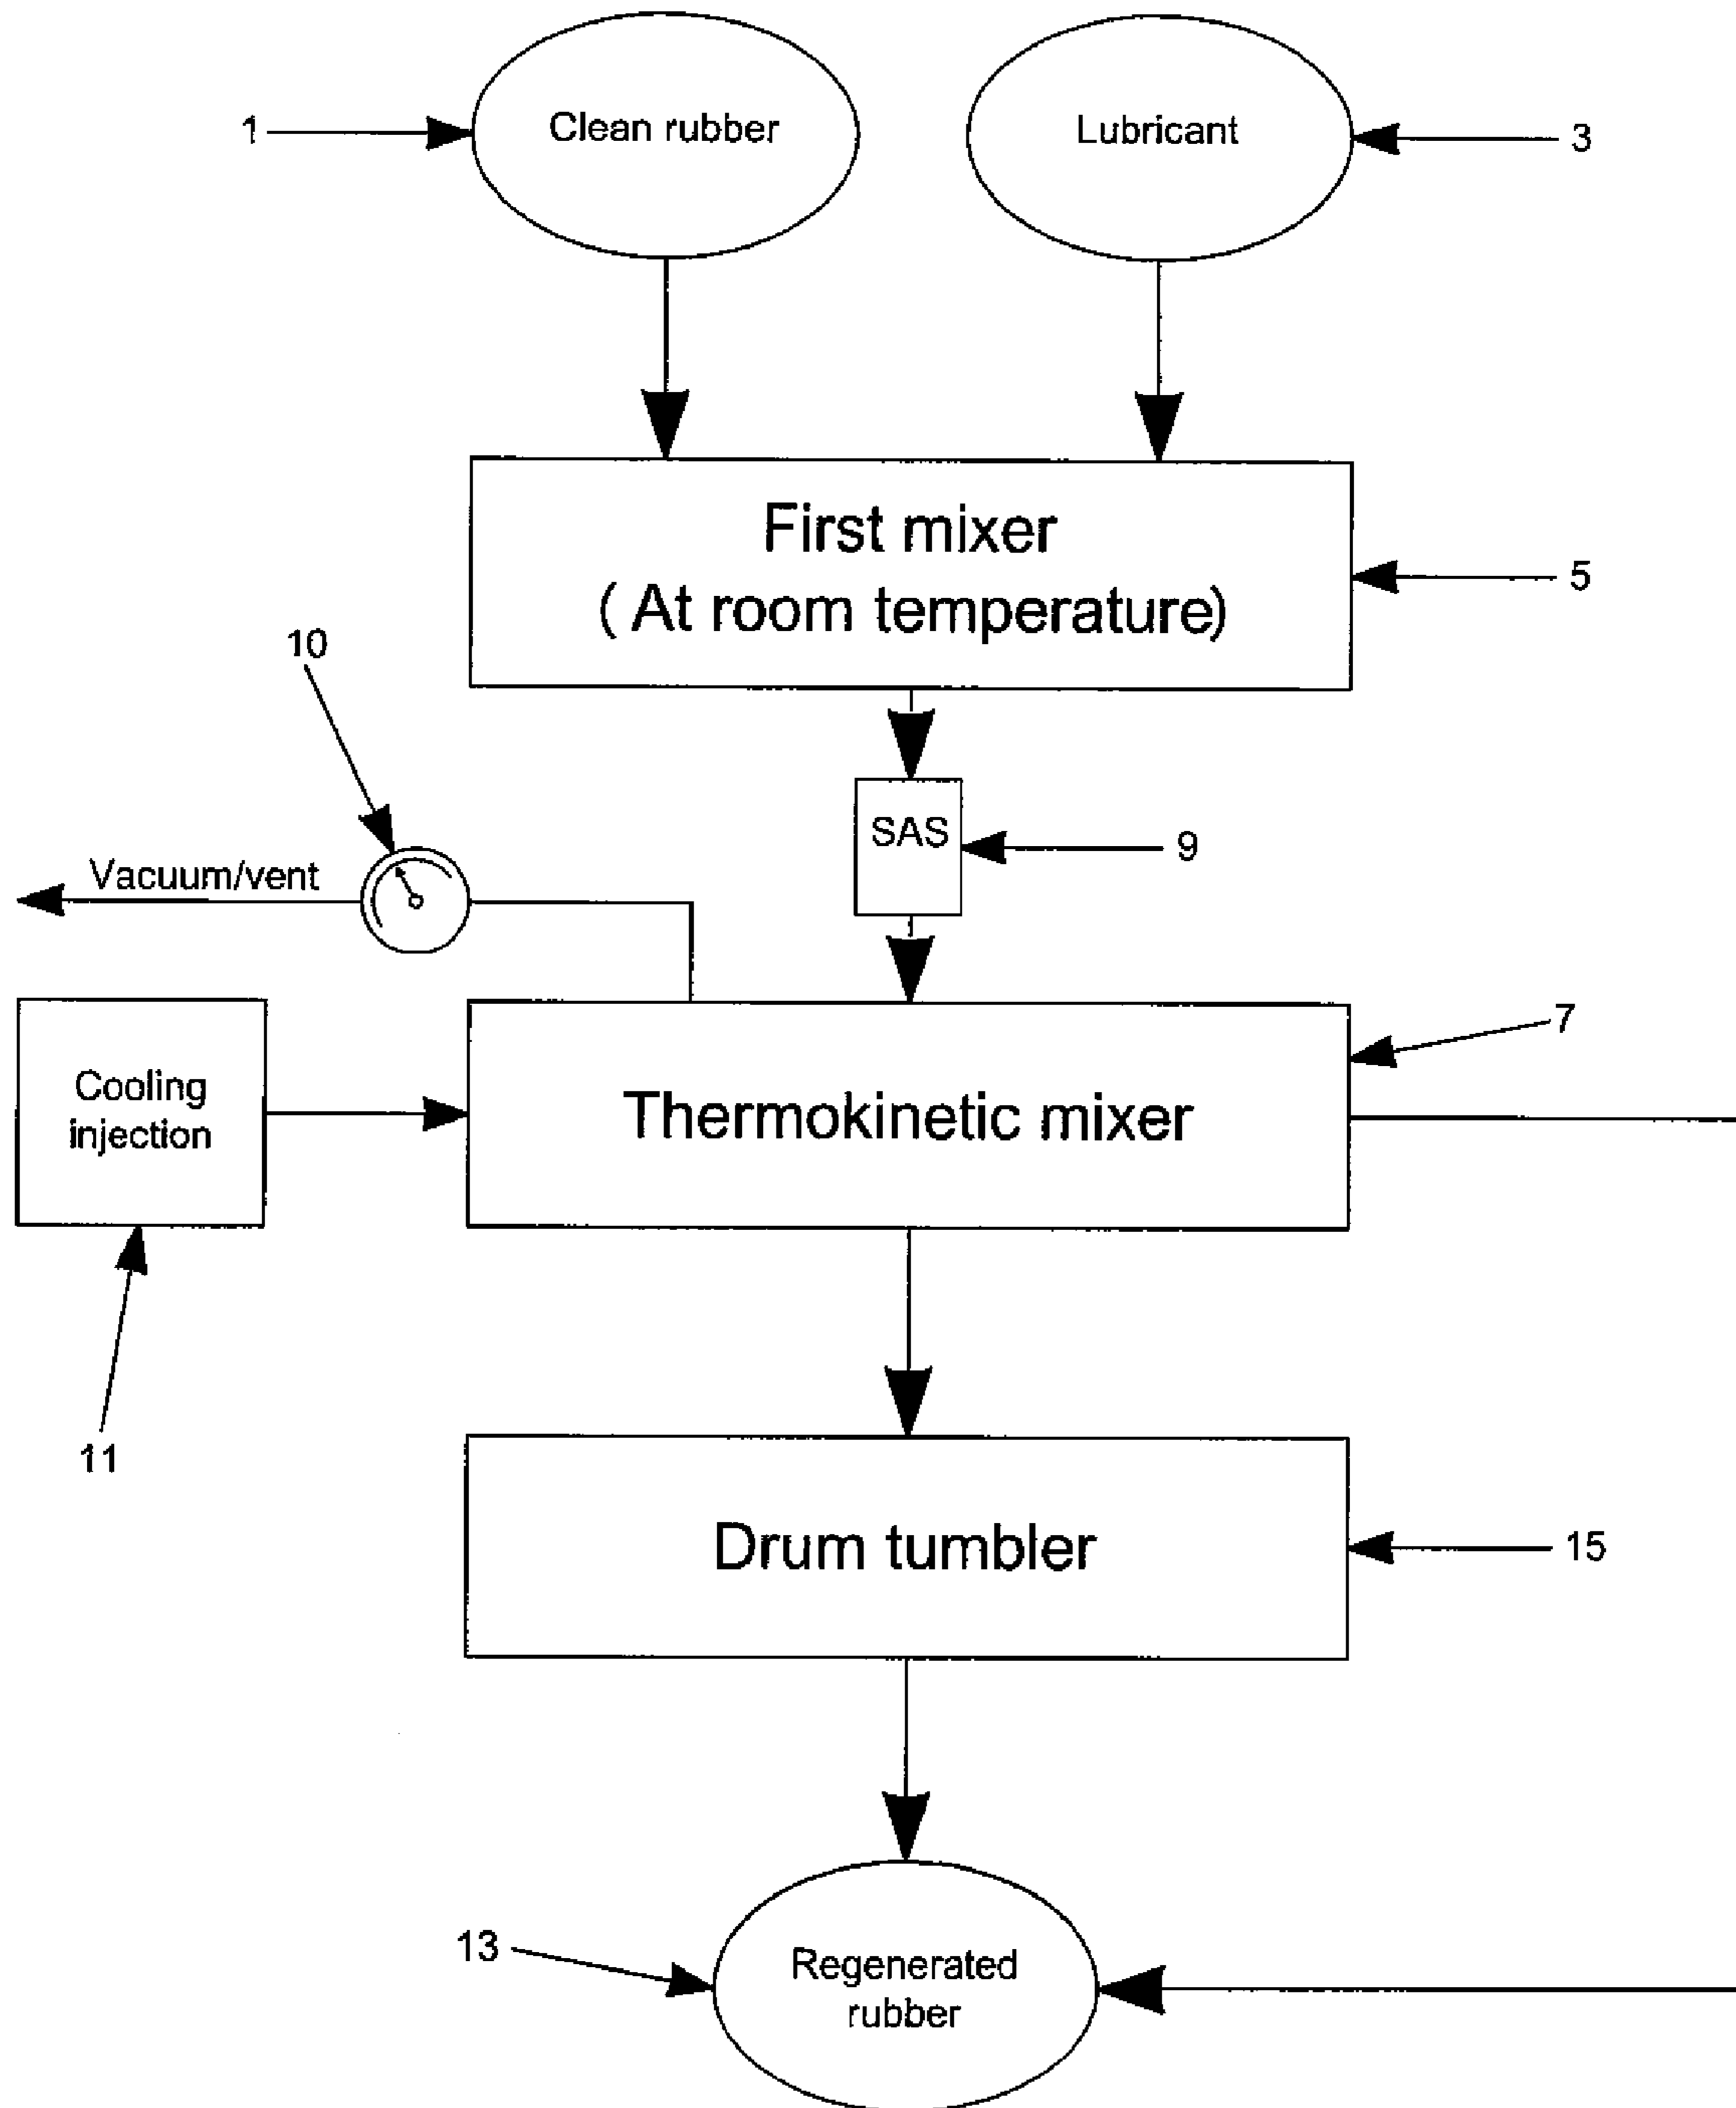 1
Clean rubber
Lubricant
3
First mixer
( At room temperature)
5
10
SAS
9
Vacuum/vent
7
Cooling
injection
Thermokinetic mixer
11
Drum tumbler
15
13
Regenerated
rubber